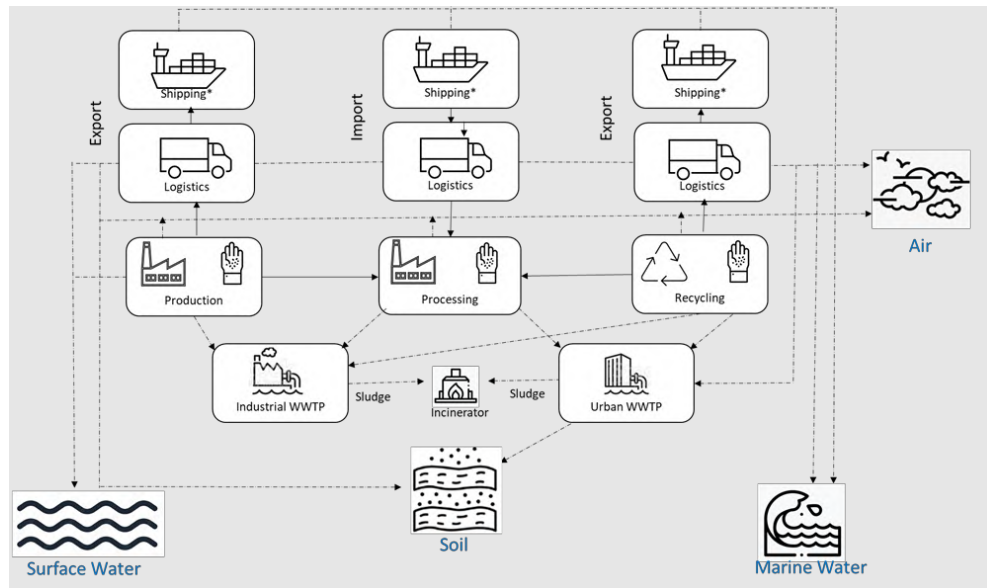 Shipping*
Shipping*
Shipping*
Export
Import
Export
Logistics
Logistics
Logistics
Air
Production
Processing
Recycling
Industrial WWTP
Sludge
Incinerator
Sludge
Urban WWTP
Surface Water
Soil
Marine Water